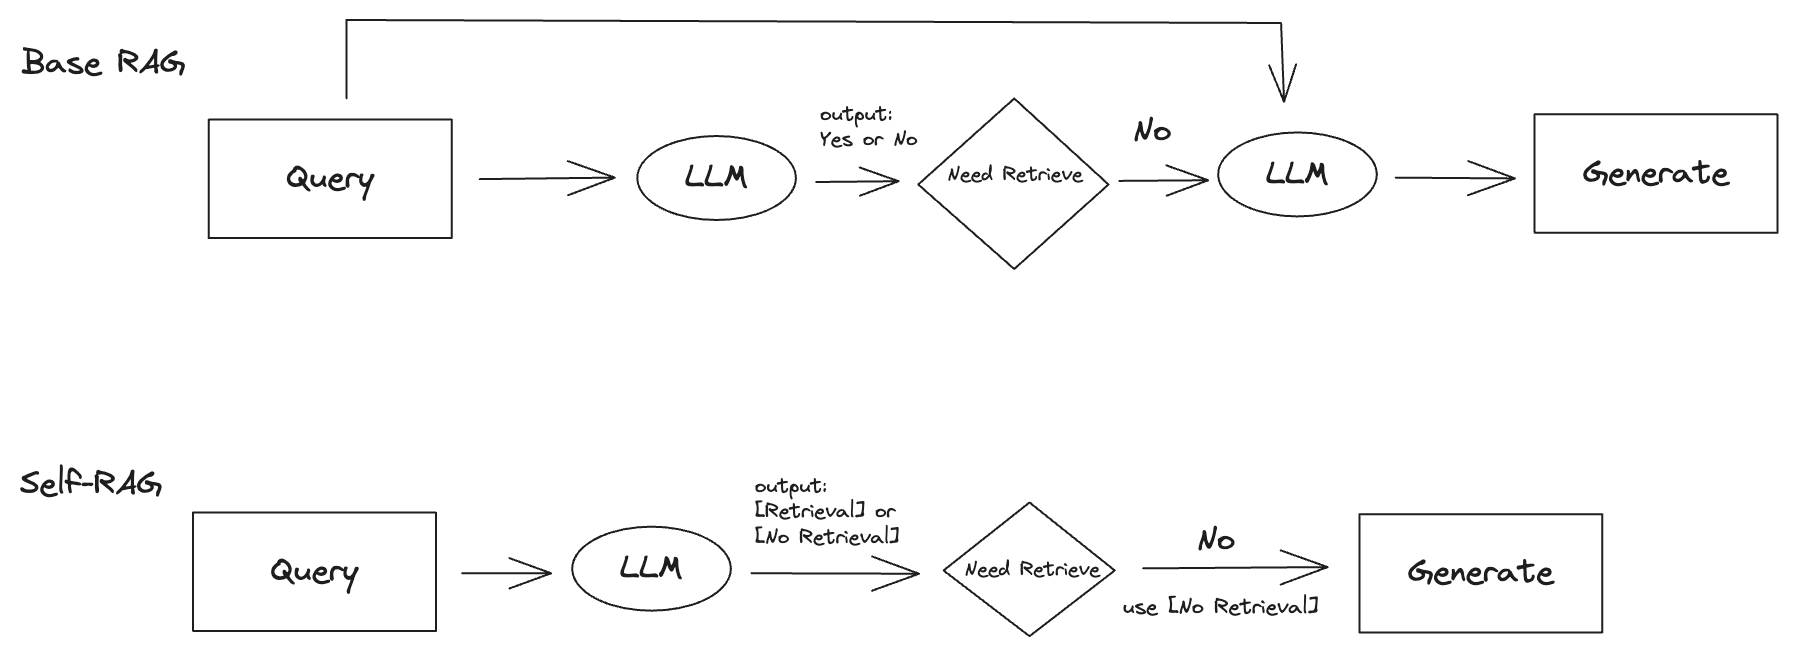 Base RAG
Query
LLM
output:
Yes or No
Need Retrieve
No
LLM
Generate
Self-RAG
Query
LLM
output:
[Retrieval] or
[No Retrieval]
Need Retrieve
No
use [No Retrieval]
Generate